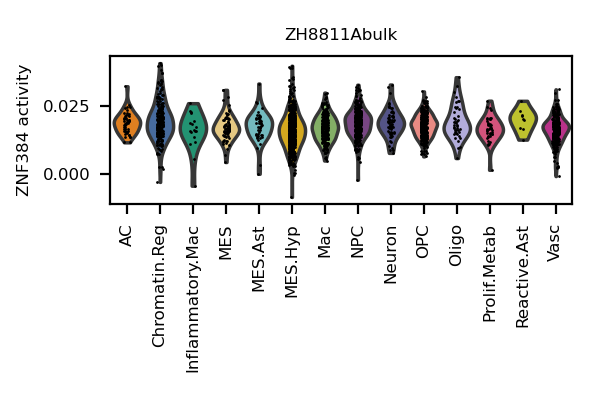 ZH8811Abulk
ZNF384 activity
0.025
0.000
AC
Chromatin.Reg
Inflammatory.Mac
MES
MES.Ast
MES.Hyp
Mac
NPC
Neuron
OPC
Oligo
Prolif.Metab
Reactive.Ast
Vasc